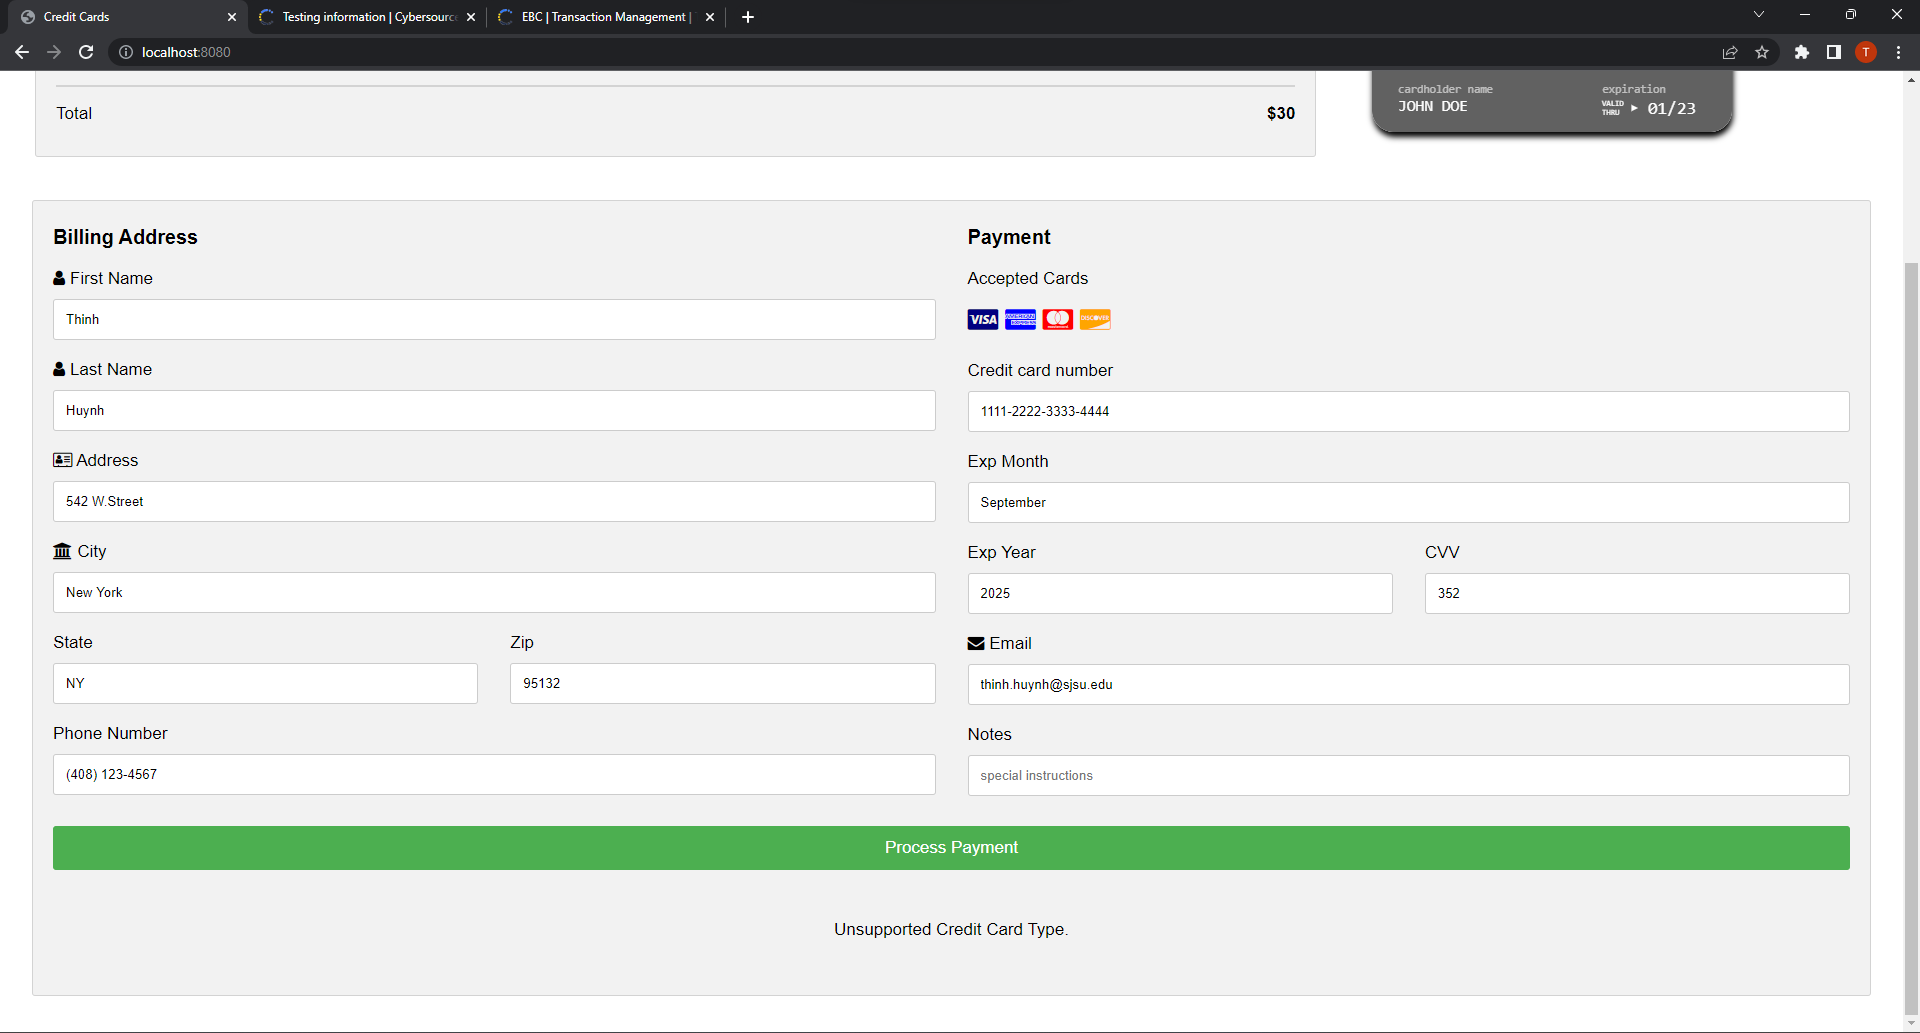 Credit Cards
Testing information | Cybersource
EBC | Transaction Management |
localhost:8080
T
Total
$30
cardholder name
JOHN DOE
expiration
VALID
THRU
01/23
Billing Address
First Name
Thinh
Last Name
Huynh
Address
542 W.Street
City
New York
State
Zip
NY
95132
Phone Number
(408) 123-4567
Payment
Accepted Cards
VISA
AMERICAN
EXPRESS
DISCOVER
Credit card number
1111-2222-3333-4444
Exp Month
September
Exp Year
CVV
2025
352
Email
thinh.huynh@sjsu.edu
Notes
special instructions
Process Payment
Unsupported Credit Card Type.